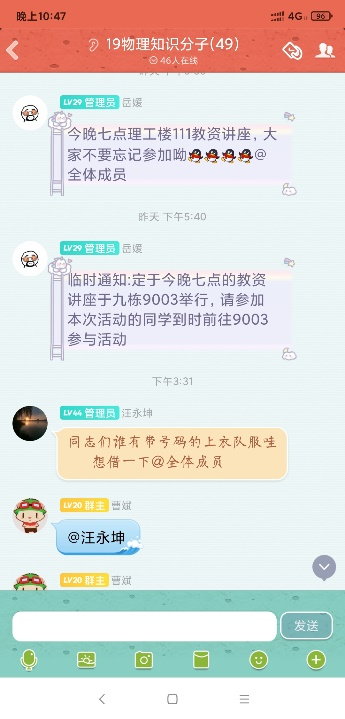 晚上10:47
4G 96
19物理知识分子(49)
46人在线
LV29 管理员 岳媛
今晚七点理工楼111教资讲座, 大
家不要忘记参加呦@
全体成员
昨天 下午5:40
LV29 管理员 岳媛
临时通知:定于今晚七点的教资
讲座于九栋9003举行, 请参加
本次活动的同学到时前往9003
参与活动
下午3:31
LV44 管理员 汪永坤
同志们谁有带号码的上衣队服哇
想借一下@全体成员
LV20 群主 曹斌
@汪永坤
LV20 群主 曹斌
发送